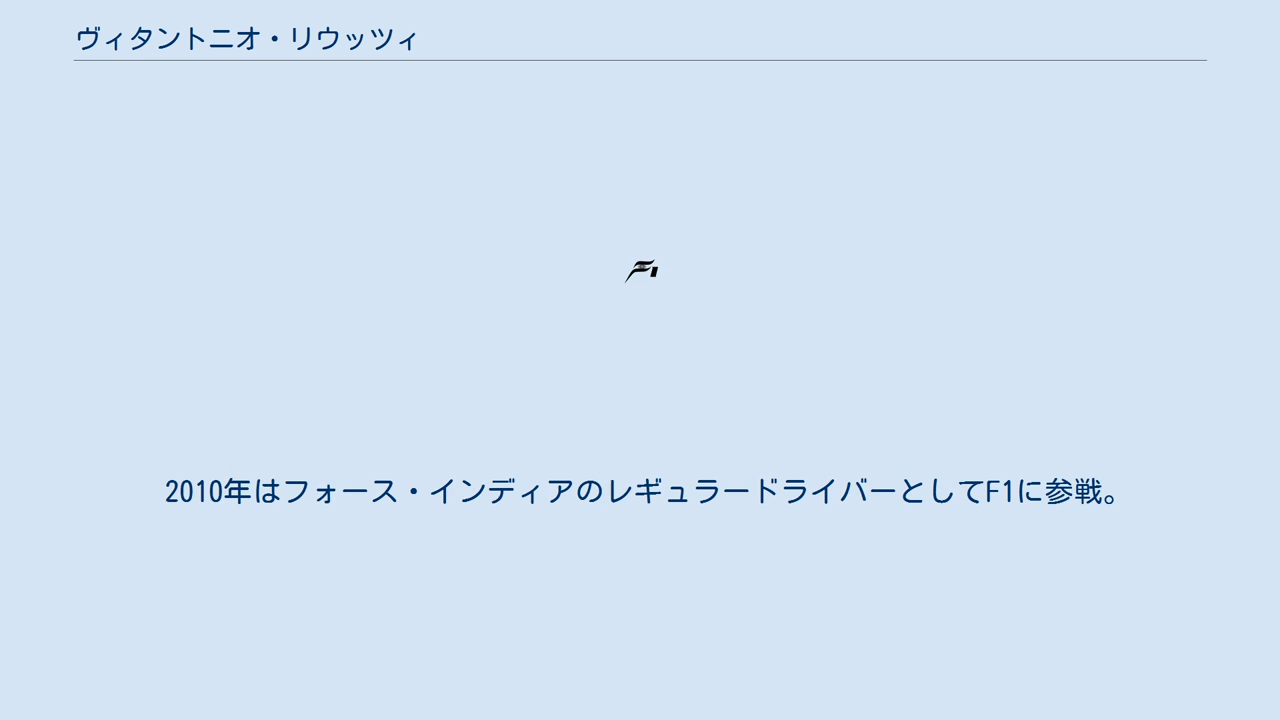 ヴィタントニオ・リウッツィ
F1
2010年はフォース・インディアのレギュラードライバーとしてF1に参戦。